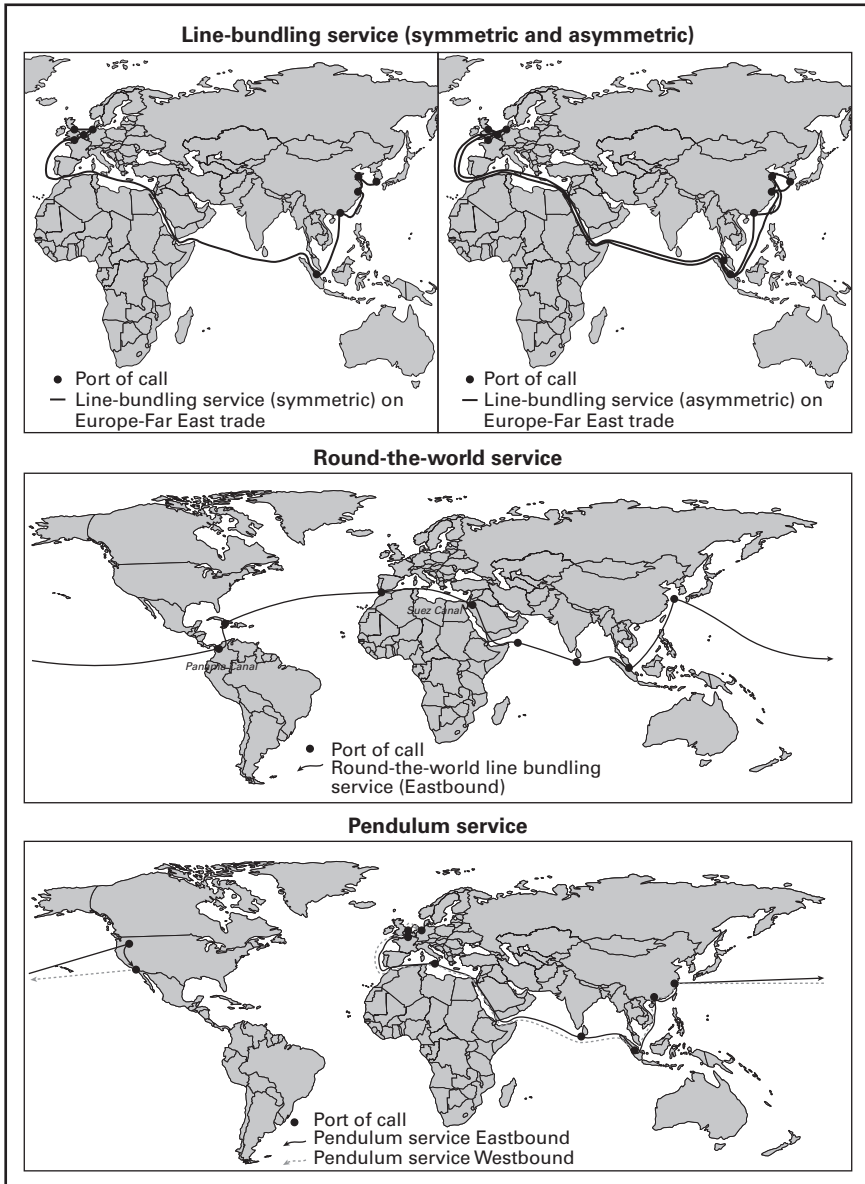 Line-bundling service (symmetric and asymmetric)
Port of call
Line-bundling service (symmetric) on
Europe-Far East trade
Port of call
Line-bundling service (asymmetric) on
Europe-Far East trade
Round-the-world service
Suez Canal
Panama Canal
Port of call
Round-the-world line bundling
service (Eastbound)
Pendulum service
Port of call
Pendulum service Eastbound
Pendulum service Westbound